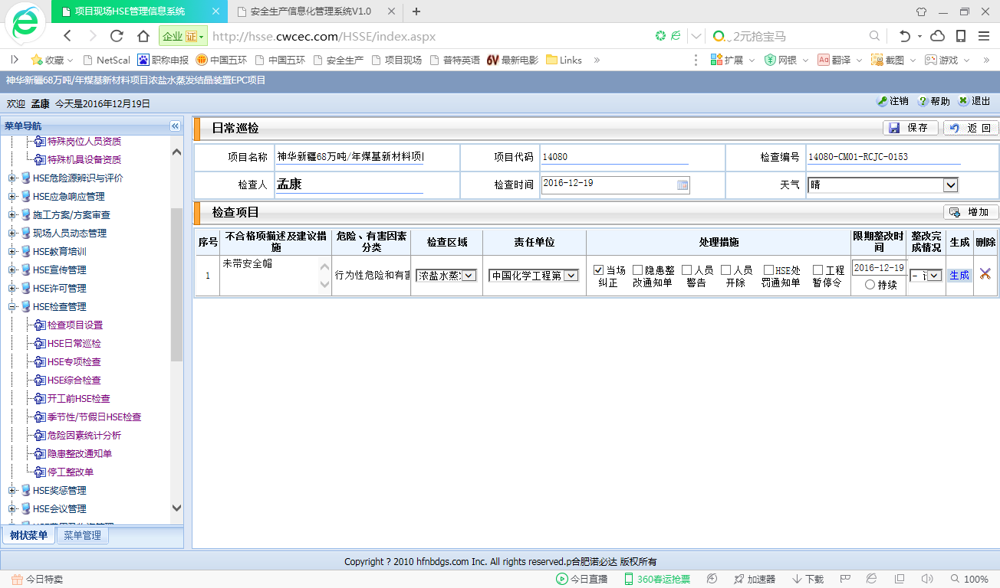 项目现场HSE管理信息系统
安全生产信息化管理系统V1.0
企业 证
http://hsse.cwcec.com/HSSE/index.aspx
2元抢宝马
收藏 NetScal 职称申报 中国五环 中国五环 安全生产 项目现场 普特英语 6V 最新电影 Links » 扩展 网银 Aa 翻译 截图 游戏 »
神华新疆68万吨/年煤基新材料项目浓盐水蒸发结晶装置EPC项目
欢迎 孟康 今天是2016年12月19日
注销 帮助 退出
菜单导航
特殊岗位人员资质
特殊机具设备资质
HSE危险源辨识与评价
HSE应急响应管理
施工方案/方案审查
现场人员动态管理
HSE教育培训
HSE宣传管理
HSE许可管理
HSE检查管理
检查项目设置
HSE日常巡检
HSE专项检查
HSE综合检查
开工前HSE检查
季节性/节假日HSE检查
危险因素统计分析
隐患整改通知单
停工整改单
HSE奖惩管理
HSE会议管理
树状菜单 菜单管理
日常巡检
保存 返回
项目名称 神华新疆68万吨/年煤基新材料项 项目代码 14080 检查编号 14080-CM01-RCJC-0153
检查人 孟康 检查时间 2016-12-19 天气 晴
检查项目
增加
序号 不合格项描述及建议措施 危险、有害因素分类 检查区域 责任单位 处理措施 限期整改时间 整改完成情况 生成 删除
1 未带安全帽 行为性危险和有害 浓盐水蒸 中国化学工程第 当场纠正 隐患整改通知单 人员警告 人员开除 HSE处罚通知单 工程暂停令 2016-12-19 持续 生成
Copyright ? 2010 hfnbdgs.com Inc. All rights reserved.p合肥诺必达 版权所有
今日特卖
今日直播 360春运抢票 加速器 下载 100%